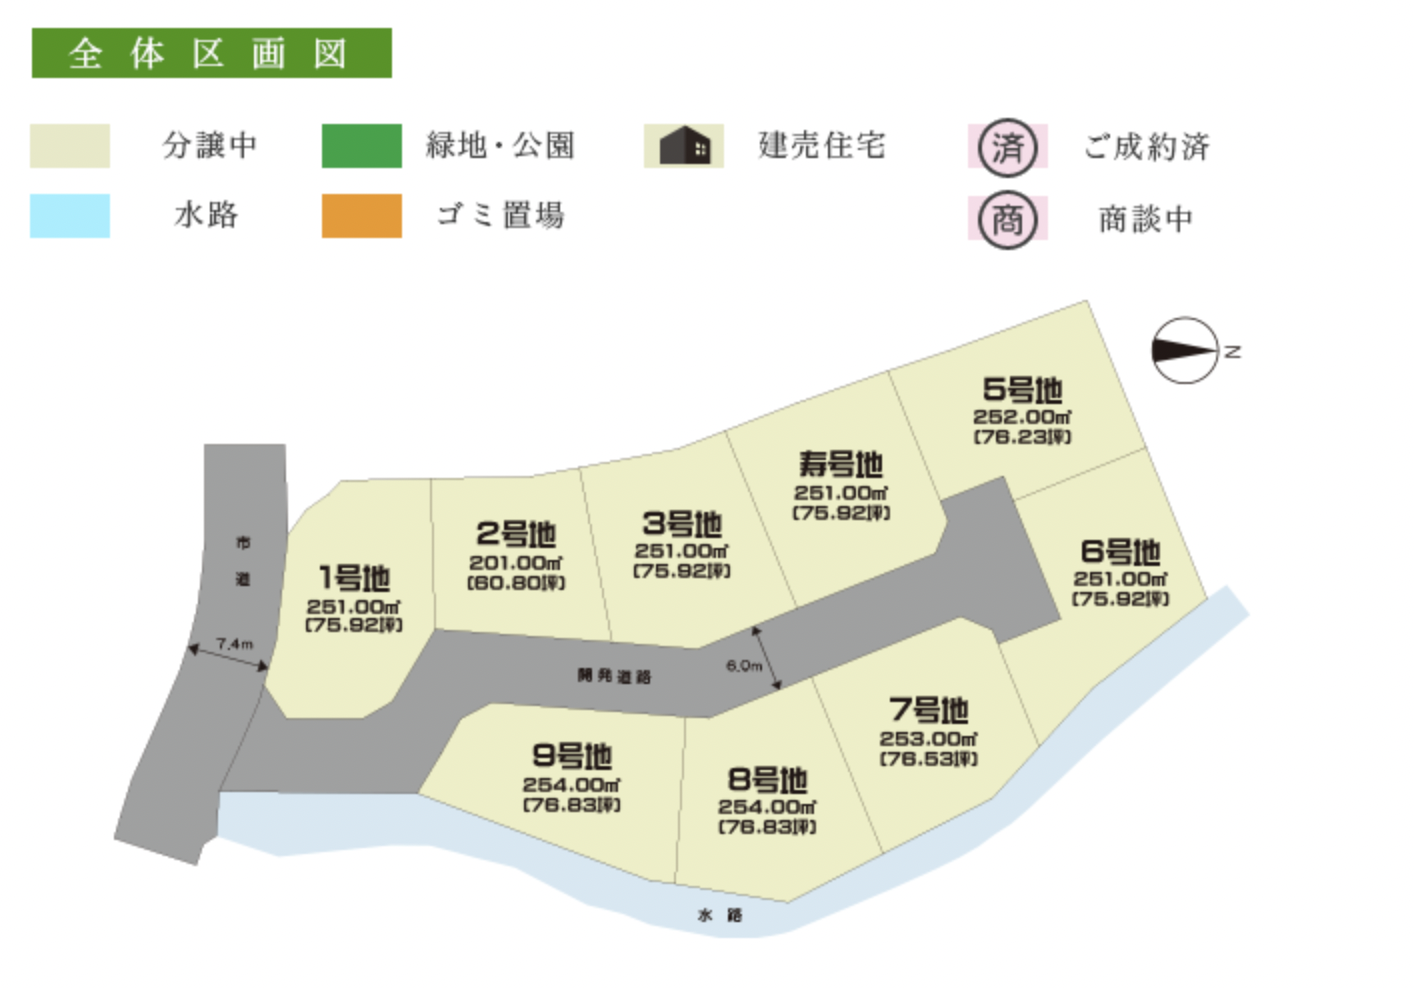 全体区画図
分譲中
緑地・公園
建売住宅
済
ご成約済
水路
ゴミ置場
商
商談中
N
5号地
252.00㎡
[76.23坪]
寿号地
251.00㎡
[75.92坪]
3号地
251.00㎡
[75.92坪]
2号地
201.00㎡
[60.80坪]
1号地
251.00㎡
[75.92坪]
6号地
251.00㎡
[75.92坪]
市道
7.4m
開発道路
6.0m
7号地
253.00㎡
[76.53坪]
8号地
254.00㎡
[76.83坪]
9号地
254.00㎡
[76.83坪]
水路